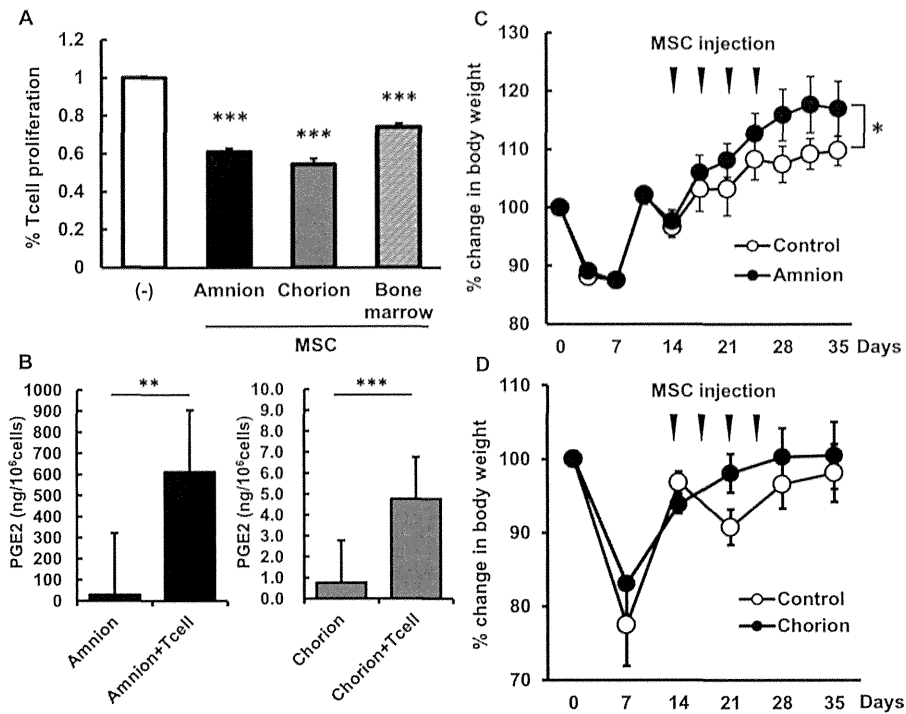 A
% Tcell proliferation
1.2
1
0.8
0.6
0.4
0.2
0
***
***
***
(-)
Amnion
Chorion
Bone
marrow
MSC
B
PGE2 (ng/10⁶cells)
1000
900
800
700
600
500
400
300
200
100
0
**
Amnion
Amnion+Tcell
PGE2 (ng/10⁶cells)
10.0
9.0
8.0
7.0
6.0
5.0
4.0
3.0
2.0
1.0
0.0
***
Chorion
Chorion+Tcell
C
% change in body weight
130
120
110
100
90
80
MSC injection
*
Control
Amnion
0 7 14 21 28 35 Days
D
% change in body weight
110
100
90
80
70
MSC injection
Control
Chorion
0 7 14 21 28 35 Days